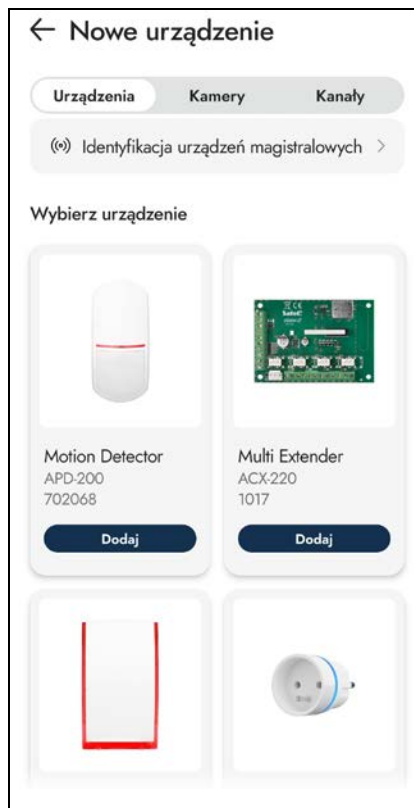 ← Nowe urządzenie
Urządzenia Kamery Kanały
Identyfikacja urządzeń magistralowych >
Wybierz urządzenie
Satel
Motion Detector
APD-200
702068
Dodaj
Multi Extender
ACX-220
1017
Dodaj